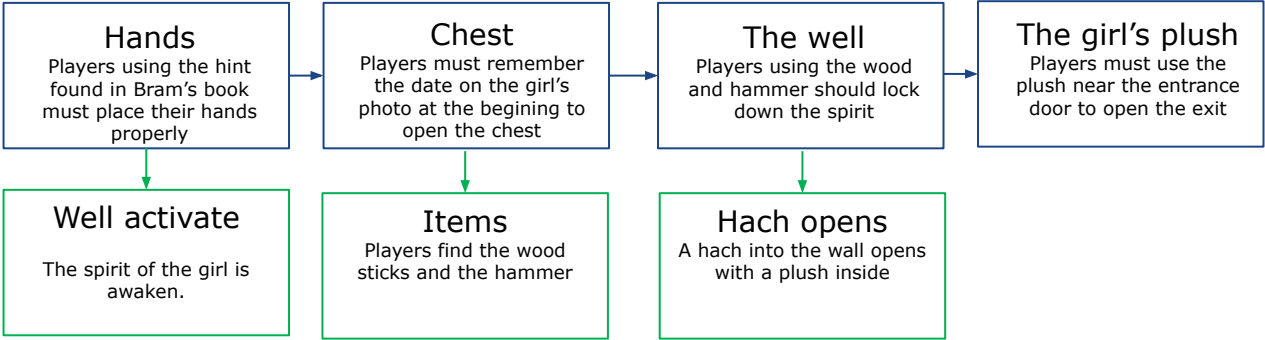 Hands
Players using the hint
found in Bram's book
must place their hands
properly
Chest
Players must remember
the date on the girl's
photo at the begining to
open the chest
The well
Players using the wood
and hammer should lock
down the spirit
The girl’s plush
Players must use the
plush near the entrance
door to open the exit
Well activate
The spirit of the girl is
awaken.
Items
Players find the wood
sticks and the hammer
Hach opens
A hach into the wall opens
with a plush inside